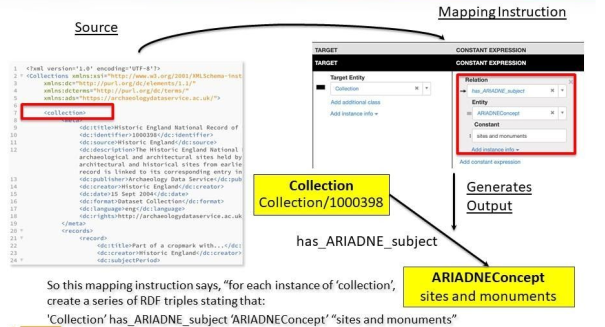 Source
Mapping Instruction
1 <?xml version='1.0' encoding='UTF-8'?>
2 <Collections xmlns:xsi="http://www.w3.org/2001/XMLSchema-inst
3 xmlns:dc="http://purl.org/dc/elements/1.1/"
4 xmlns:dcterms="http://purl.org/dc/terms/"
5 xmlns:ads="https://archaeologydataservice.ac.uk/">
6
7 <collection>
8 <meta>
9 <dc:title>Historic England National Record of
10 <dc:identifier>1000398</dc:identifier>
11 <dc:source>Historic England</dc:source>
12 <dc:description>The Historic England National
archaeological and architectural sites held by
architectural and historical sites from earlie
record is linked to its corresponding entry in
13 <dc:publisher>Archaeology Data Service</dc:pub
14 <dc:creator>Historic England</dc:creator>
15 <dc:date>15 Sept 2004</dc:date>
16 <dc:format>Dataset Collection</dc:format>
17 <dc:language>eng</dc:language>
18 <dc:rights>http://archaeologydataservice.ac.uk
19 </meta>
20 <records>
21 <record>
22 <dc:title>Part of a cropmark with...</dc:
23 <dc:creator>Historic England</dc:creator>
24 <dc:subjectPeriod>
TARGET CONSTANT EXPRESSION
TARGET CONSTANT EXPRESSION
Target Entity
Collection
Add additional class
Add instance info
Relation
has_ARIADNE_subject
Entity
ARIADNEConcept
Constant
sites and monuments
Add instance info
Add constant expression
Generates
Output
Collection
Collection/1000398
has_ARIADNE_subject
ARIADNEConcept
sites and monuments
So this mapping instruction says, "for each instance of 'collection',
create a series of RDF triples stating that:
'Collection' has_ARIADNE_subject 'ARIADNEConcept' "sites and monuments"